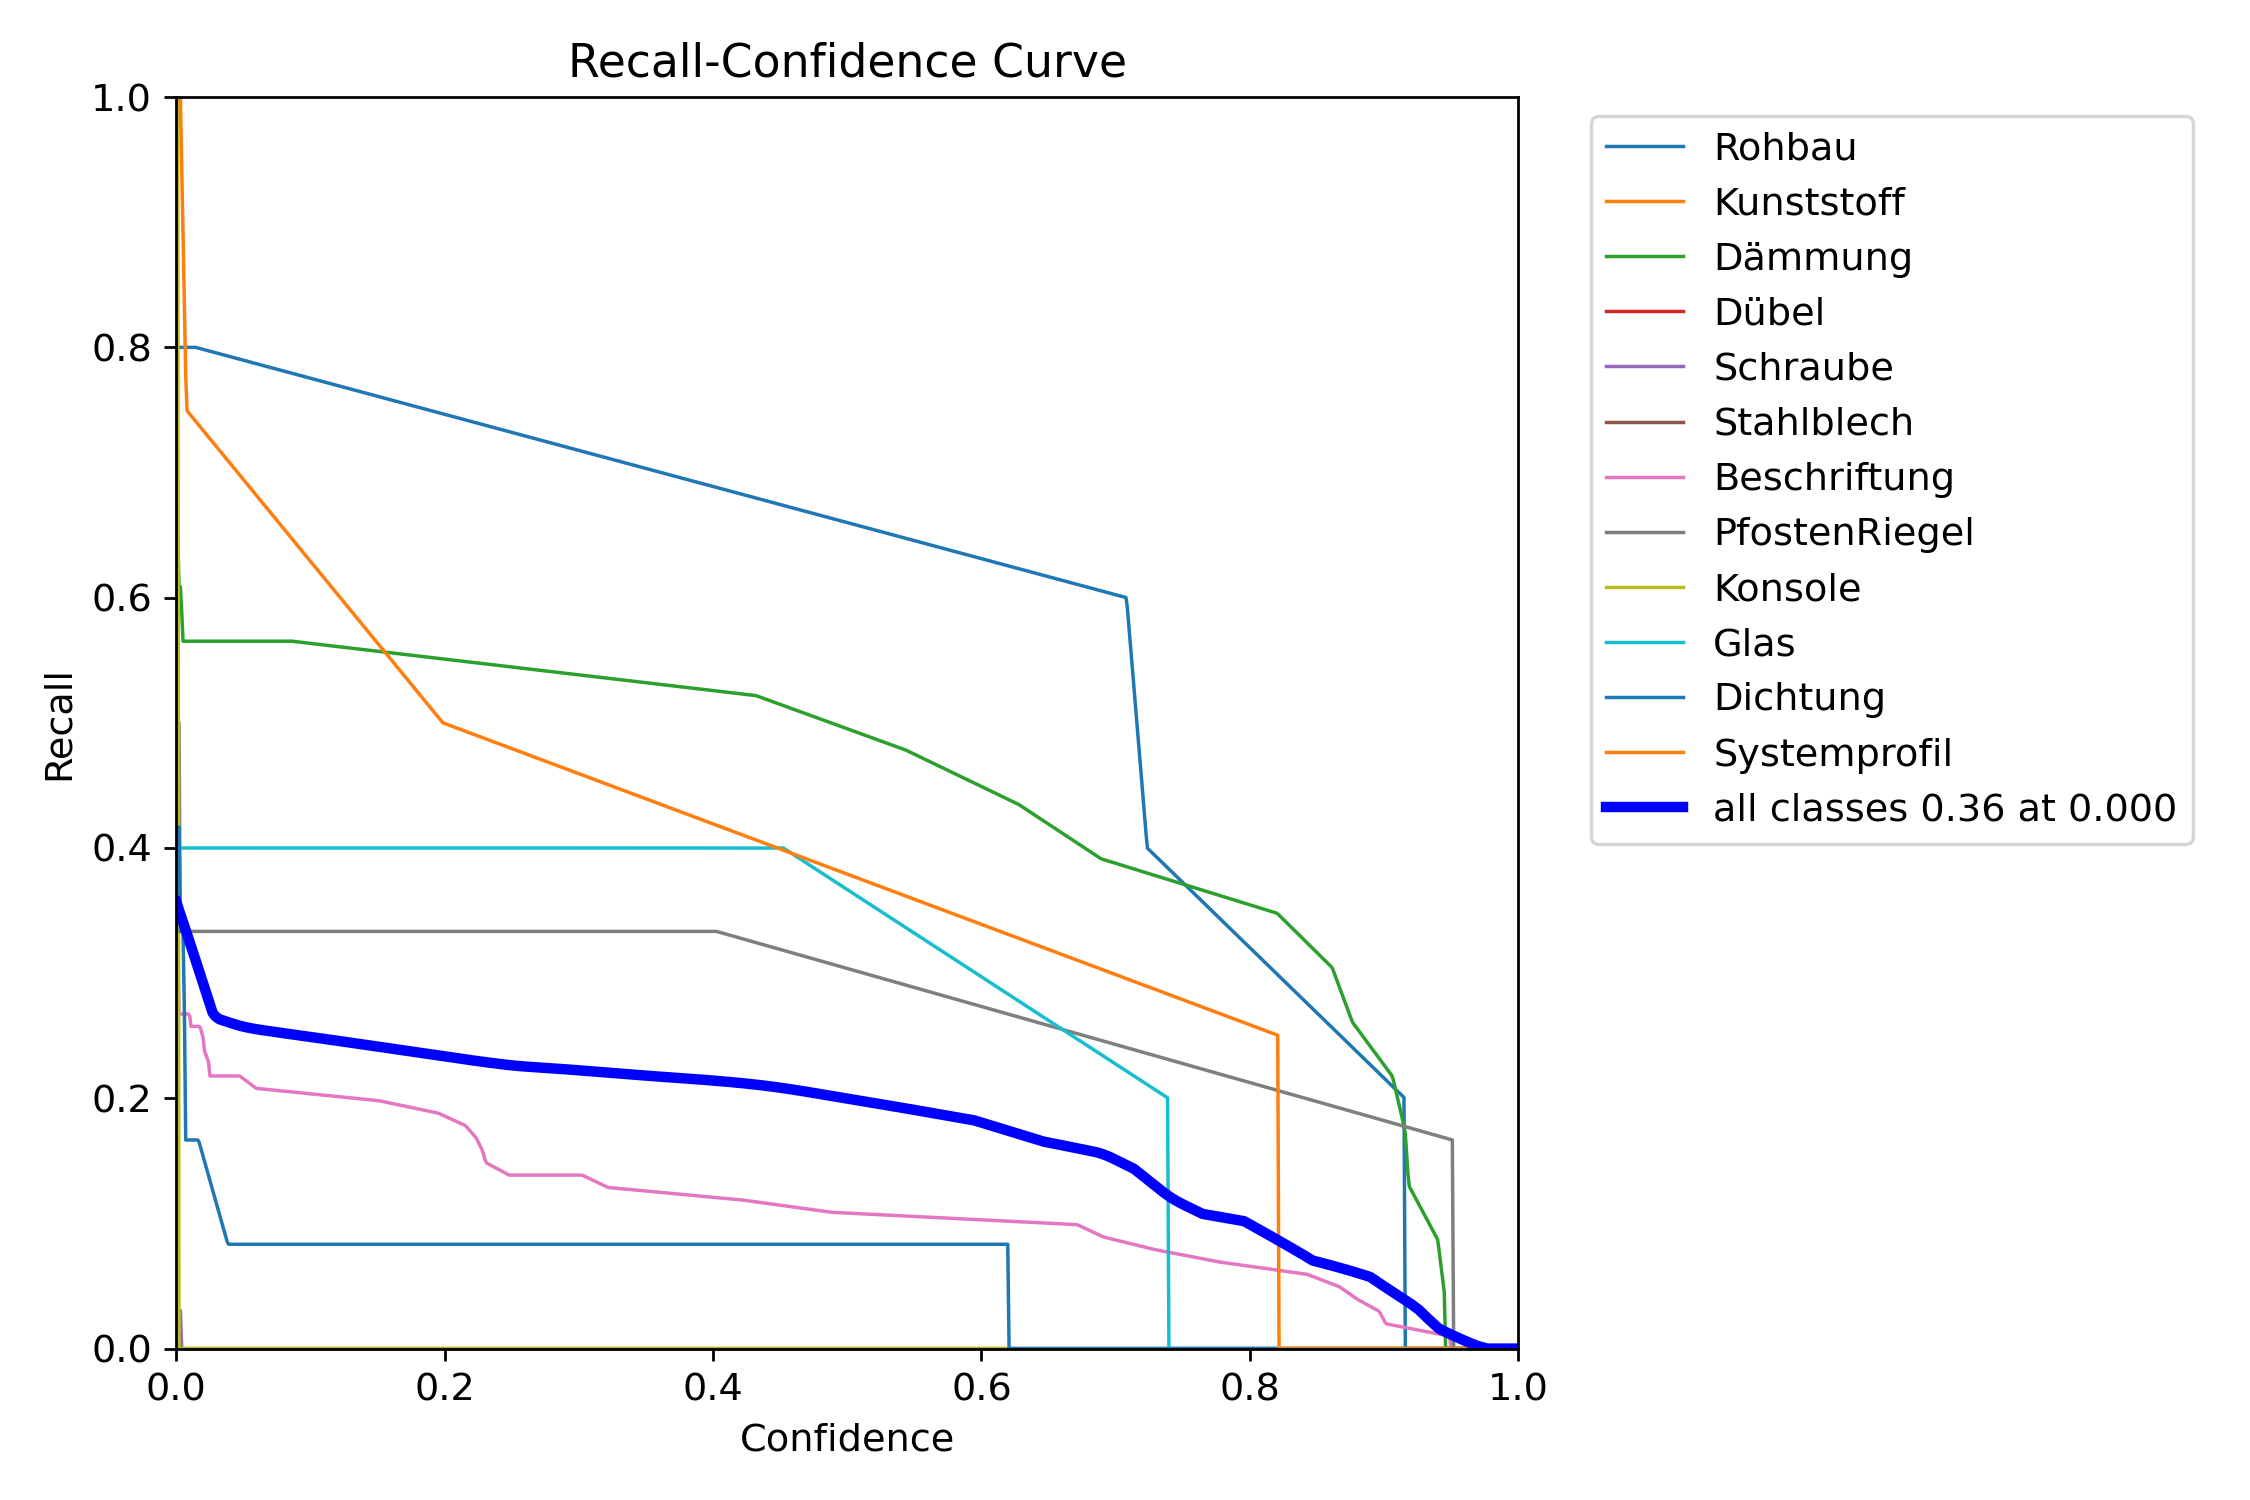 Recall-Confidence Curve
1.0
0.8
0.6
0.4
0.2
0.0
Recall
0.0 0.2 0.4 0.6 0.8 1.0
Confidence
Rohbau
Kunststoff
Dämmung
Dübel
Schraube
Stahlblech
Beschriftung
PfostenRiegel
Konsole
Glas
Dichtung
Systemprofil
all classes 0.36 at 0.000